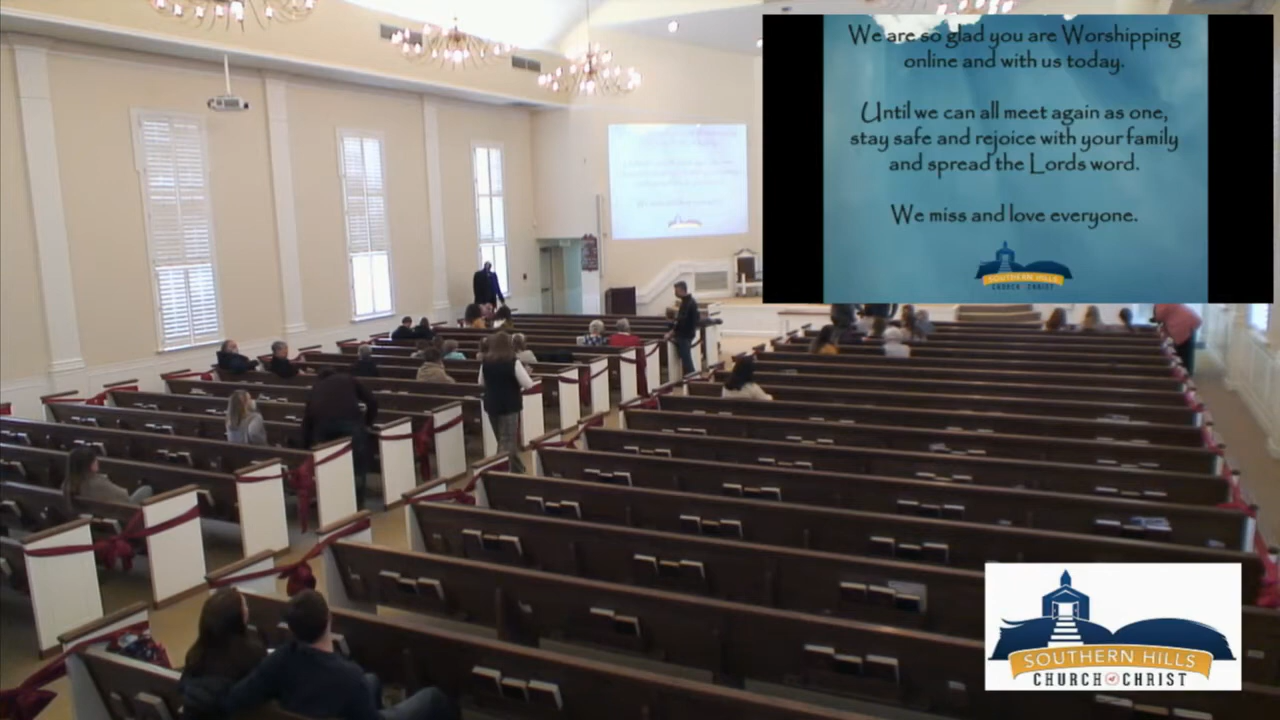 We are so glad you are Worshipping
online and with us today.
Until we can all meet again as one,
stay safe and rejoice with your family
and spread the Lords word.
We miss and love everyone.
SOUTHERN HILLS
CHURCH CHRIST
SOUTHERN HILLS
CHURCH OF CHRIST